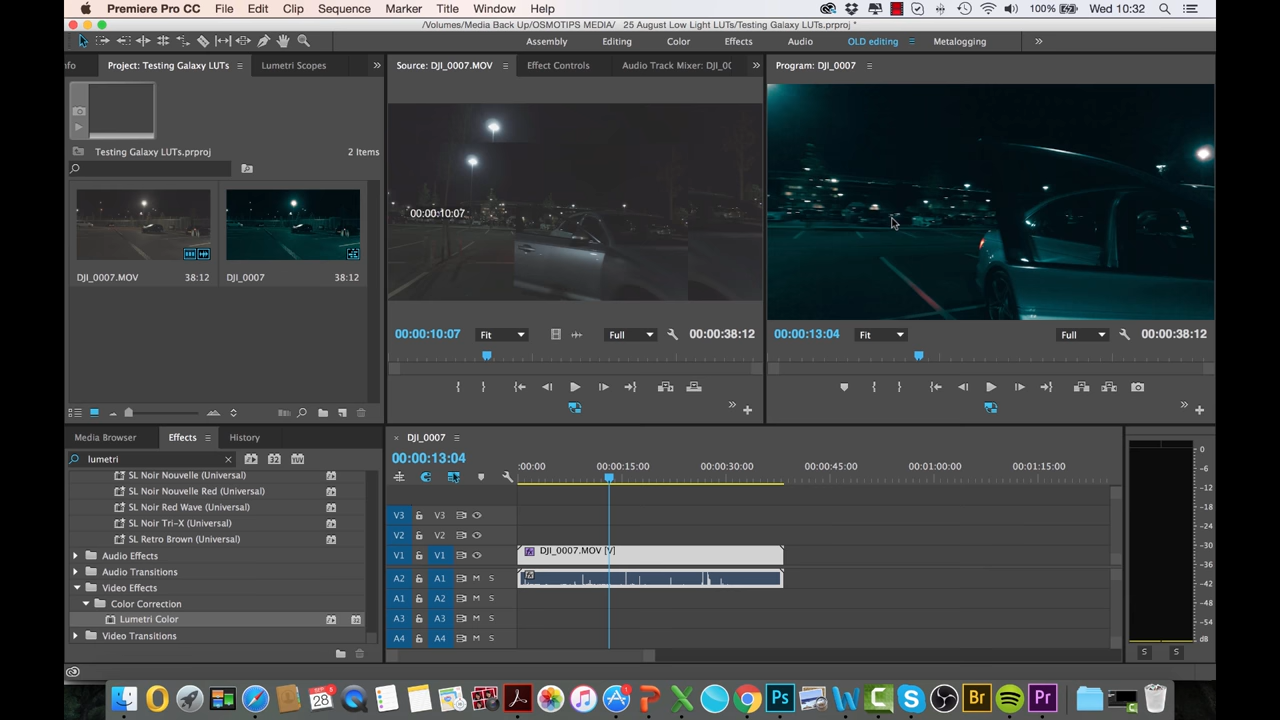 Premiere Pro CC File Edit Clip Sequence Marker Title Window Help 100% Wed 10:32
/Volumes/Media Back Up/OSMOTIPS MEDIA/ 25 August Low Light LUTs/Testing Galaxy LUTs.prproj *
Assembly Editing Color Effects Audio OLD editing Metalogging
nfo Project: Testing Galaxy LUTs Lumetri Scopes
Source: DJI_0007.MOV Effect Controls Audio Track Mixer: DJ_0(
Program: DJI_0007
Testing Galaxy LUTs.prproj 2 Items
00:00:10:07
DJI_0007.MOV 38:12 DJI_0007 38:12
00:00:10:07 Fit Full 00:00:38:12
00:00:13:04 Fit Full 00:00:38:12
Media Browser Effects History
lumetri
SL Noir Nouvelle (Universal)
SL Noir Nouvelle Red (Universal)
SL Noir Red Wave (Universal)
SL Noir Tri-X (Universal)
SL Retro Brown (Universal)
Audio Effects
Audio Transitions
Video Effects
Color Correction
Lumetri Color
Video Transitions
DJI_0007
00:00:13:04
:00:00 00:00:15:00 00:00:30:00 00:00:45:00 00:01:00:00 00:01:15:00
V3 V3
V2 V2
V1 V1 DJI_0007.MOV [V]
A2 A1 M S
A1 A2 M S
A3 A3 M S
A4 A4 M S
0
-6
-12
-18
-24
-30
-36
-42
-48
-54
dB
S S
28